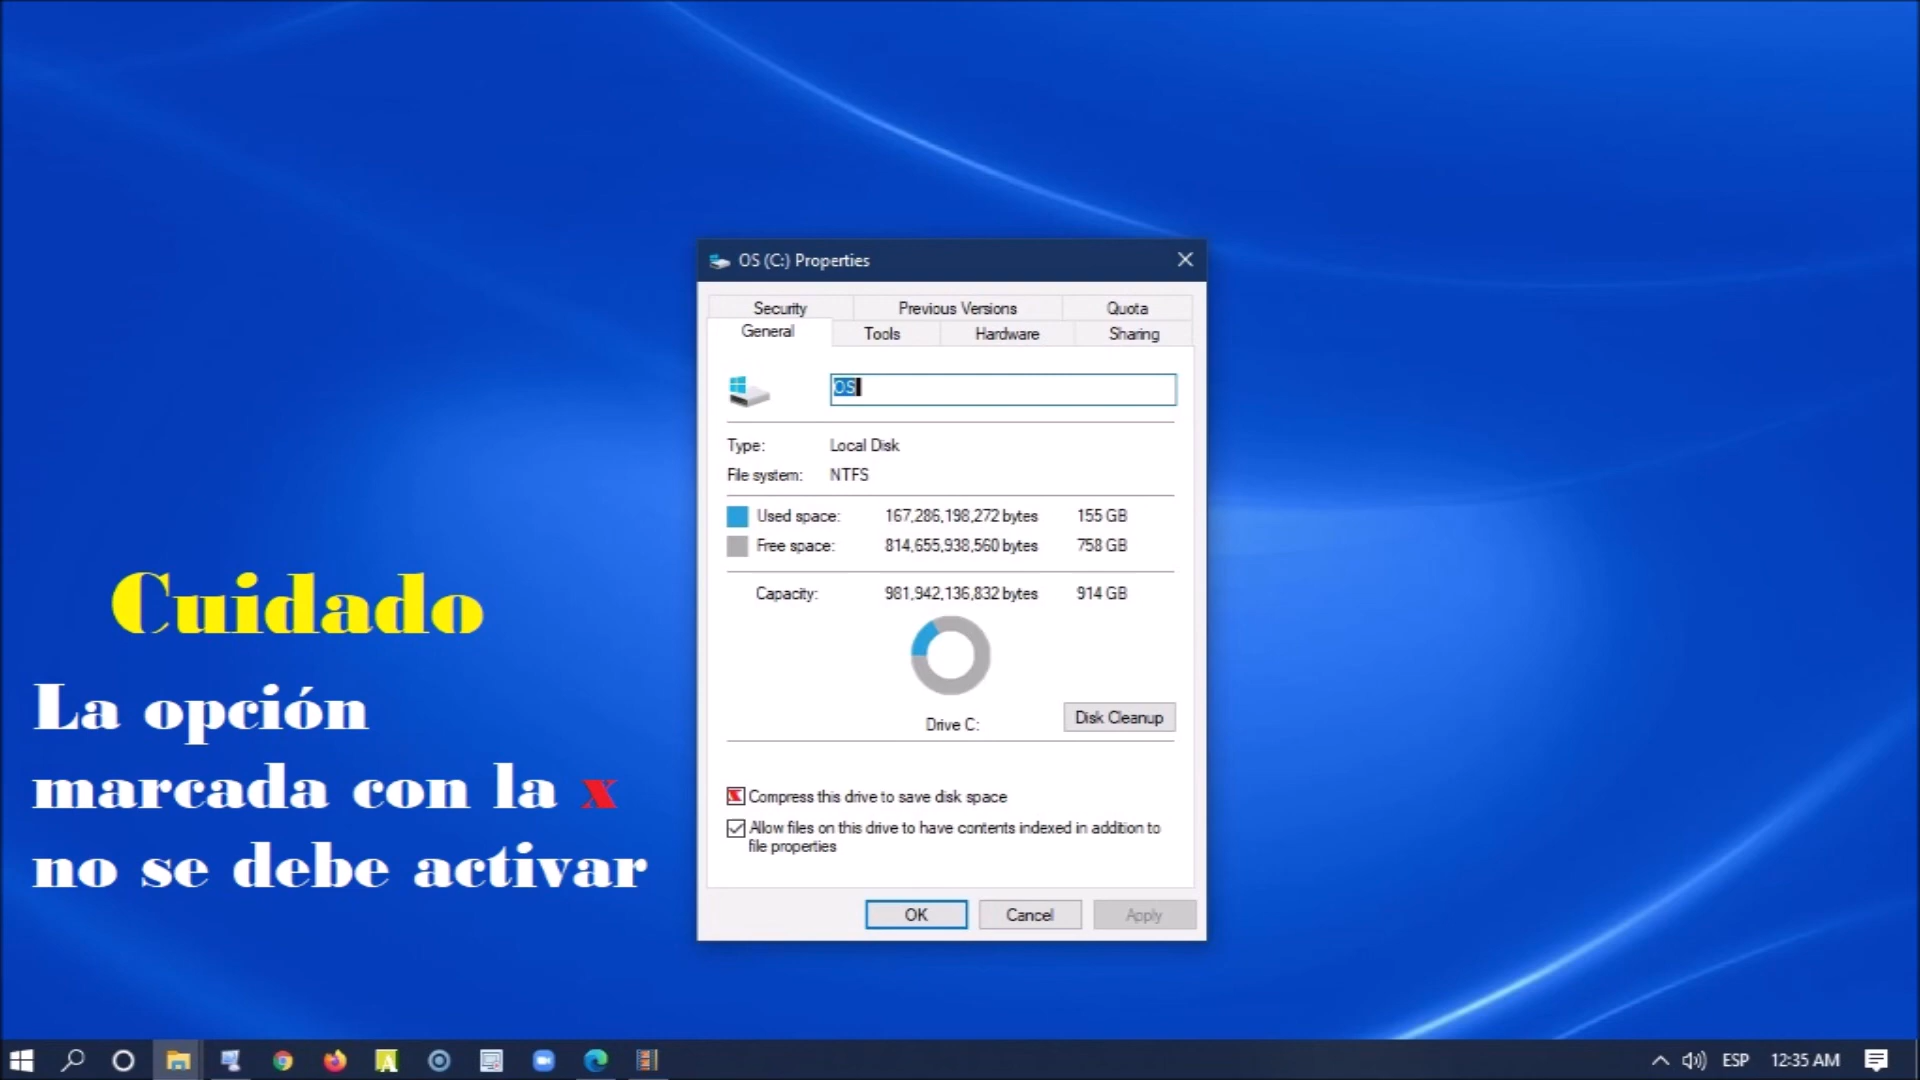 OS (C:) Properties
Security Previous Versions Quota
General Tools Hardware Sharing
OS
Type: Local Disk
File system: NTFS
Used space: 167,286,198,272 bytes 155 GB
Free space: 814,655,938,560 bytes 758 GB
Capacity: 981,942,136,832 bytes 914 GB
Drive C: Disk Cleanup
Compress this drive to save disk space
Allow files on this drive to have contents indexed in addition to
file properties
OK Cancel Apply
Cuidado
La opción
marcada con la x
no se debe activar
ESP 12:35 AM